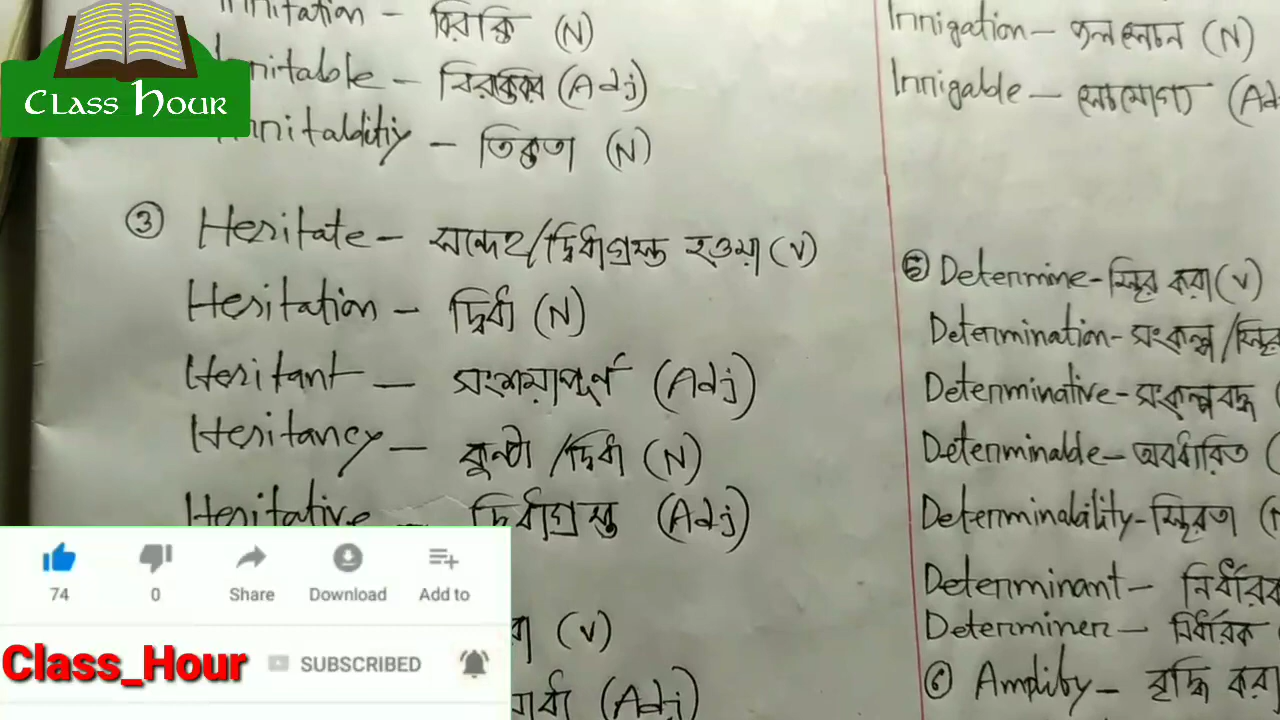 Irritation - বিরক্তি (N)
Irritable - বিরক্তিকর (Adj)
- তিক্ততা (N)
CLASS HOUR
③ Hesitate - সন্দেহ/দ্বিধাগ্রস্ত হওয়া (V)
Hesitation - দ্বিধা (N)
Hesitant - সংশয়াপূর্ণ (Adj)
Hesitancy - কুন্ঠা /দ্বিধা (N)
Hesitative - দ্বিধাগ্রস্ত (Adj)
(V)
(Adj)
Irrigation - জলসেচন (N)
Irrigable - সেচযোগ্য
⑤ Determine - স্থির করা (V)
Determination - সংকল্প /স্থির
Determinative - সংকল্পবদ্ধ
Determinable - অবধারিত
Determinability - স্থিরতা
Determinant - নির্ধারক
Determiner - নির্ধারক
⑥ Amplify - বৃদ্ধি করা
74
0
Share
Download
Add to
Class_Hour
SUBSCRIBED